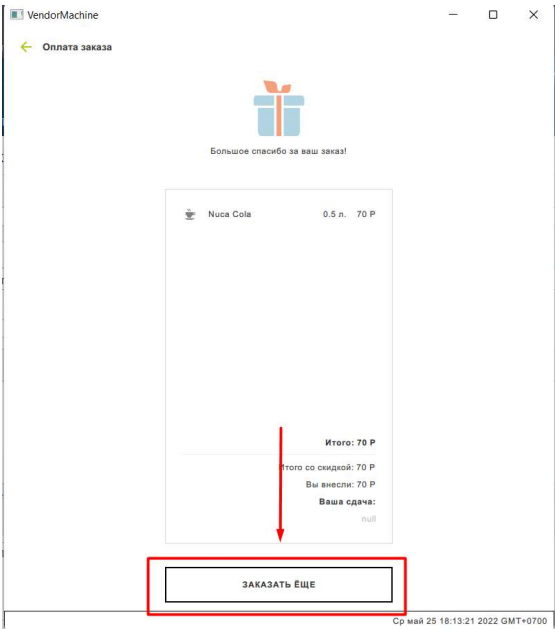 VendorMachine
Оплата заказа
Большое спасибо за ваш заказ!
Nuca Cola 0.5 л. 70 Р
Итого: 70 Р
Итого со скидкой: 70 Р
Вы внесли: 70 Р
Ваша сдача:
null
ЗАКАЗАТЬ ЁЩЕ
Ср май 25 18:13:21 2022 GMT+0700